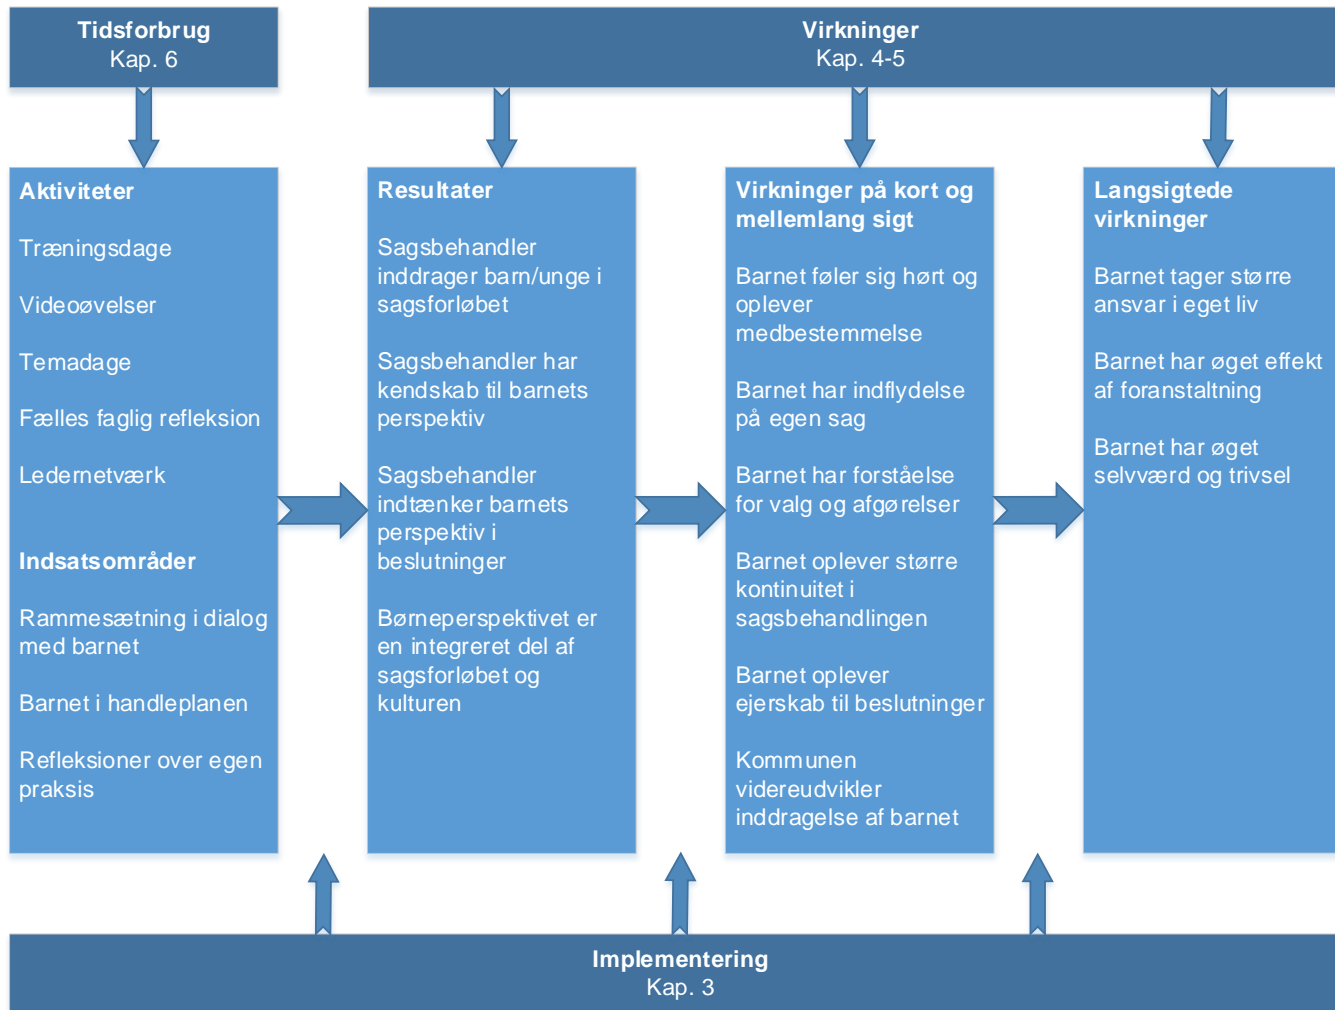 Tidsforbrug
Kap. 6
Virkninger
Kap. 4-5
Aktiviteter
Træningsdage
Videoøvelser
Temadage
Fælles faglig refleksion
Ledernetværk
Indsatsområder
Rammesætning i dialog
med barnet
Barnet i handleplanen
Refleksioner over egen
praksis
Resultater
Sagsbehandler
inddrager barn/unge i
sagsforløbet
Sagsbehandler har
kendskab til barnets
perspektiv
Sagsbehandler
indtænker barnets
perspektiv i
beslutninger
Børneperspektivet er
en integreret del af
sagsforløbet og
kulturen
Virkninger på kort og
mellemlang sigt
Barnet føler sig hørt og
oplever
medbestemmelse
Barnet har indflydelse
på egen sag
Barnet har forståelse
for valg og afgørelser
Barnet oplever større
kontinuitet i
sagsbehandlingen
Barnet oplever
ejerskab til beslutninger
Kommunen
videreudvikler
inddragelse af barnet
Langsigtede
virkninger
Barnet tager større
ansvar i eget liv
Barnet har øget effekt
af foranstaltning
Barnet har øget
selvværd og trivsel
Implementering
Kap. 3